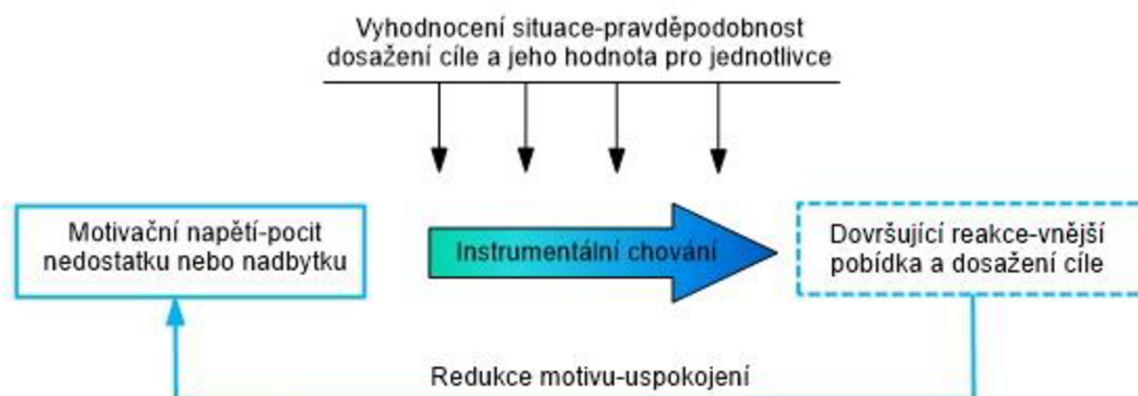 Vyhodnocení situace-pravděpodobnost
dosažení cíle a jeho hodnota pro jednotlivce
Motivační napětí-pocit
nedostatku nebo nadbytku
Instrumentální chování
Dovršující reakce-vnější
pobídka a dosažení cíle
Redukce motivu-uspokojení